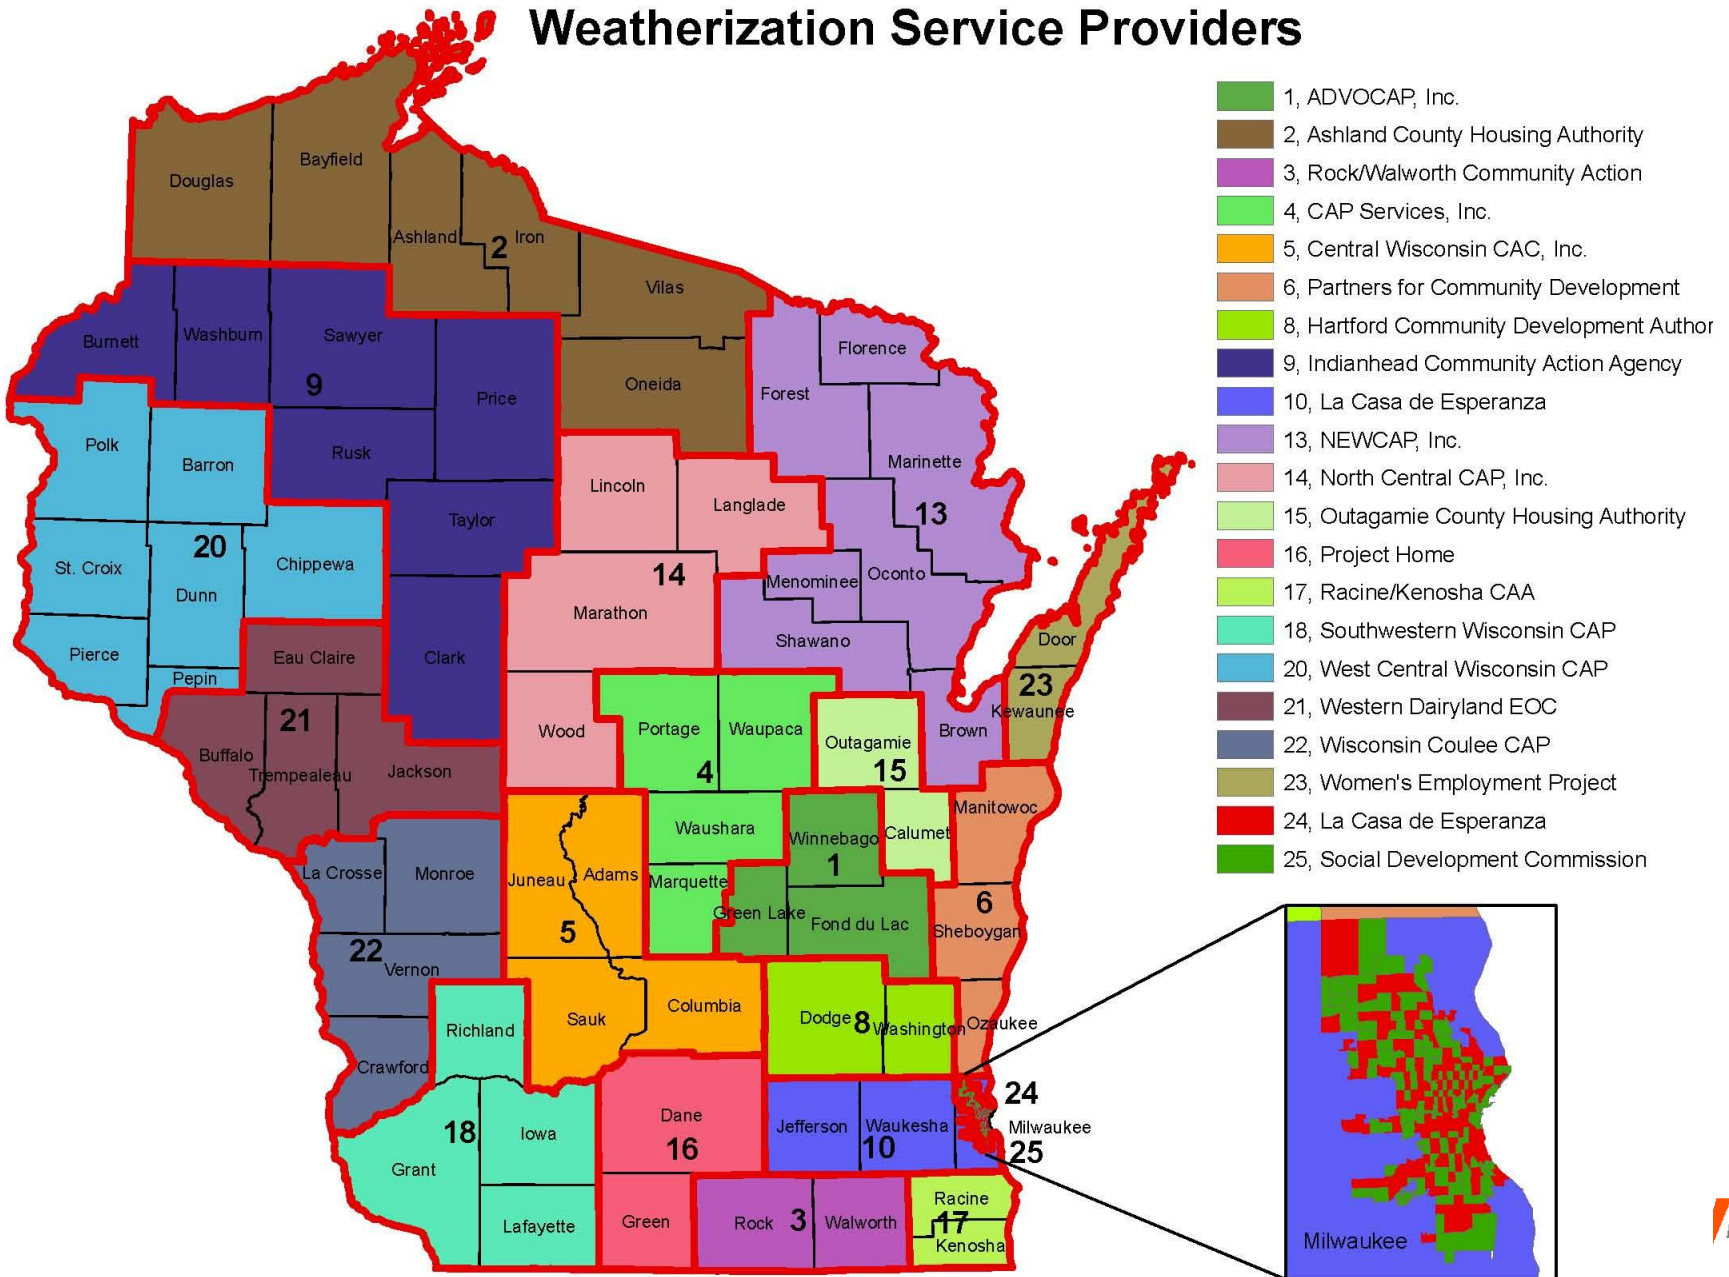 Weatherization Service Providers
1, ADVOCAP, Inc.
2, Ashland County Housing Authority
3, Rock/Walworth Community Action
4, CAP Services, Inc.
5, Central Wisconsin CAC, Inc.
6, Partners for Community Development
8, Hartford Community Development Author
9, Indianhead Community Action Agency
10, La Casa de Esperanza
13, NEWCAP, Inc.
14, North Central CAP, Inc.
15, Outagamie County Housing Authority
16, Project Home
17, Racine/Kenosha CAA
18, Southwestern Wisconsin CAP
20, West Central Wisconsin CAP
21, Western Dairyland EOC
22, Wisconsin Coulee CAP
23, Women's Employment Project
24, La Casa de Esperanza
25, Social Development Commission
Douglas
Bayfield
Ashland
2
Iron
Vilas
Burnett
Washburn
Sawyer
9
Price
Oneida
Florence
Forest
Polk
Barron
Rusk
Marinette
Taylor
Lincoln
Langlade
13
St. Croix
20
Dunn
Chippewa
14
Marathon
Menominee
Oconto
Pierce
Pepin
Eau Claire
Clark
Shawano
Door
23
Kewaunee
21
Buffalo
Trempealeau
Jackson
Wood
Portage
4
Waupaca
Outagamie
15
Brown
Manitowoc
Waushara
Winnebago
1
Calumet
La Crosse
Monroe
Juneau
Adams
5
Marquette
Green Lake
Fond du Lac
6
Sheboygan
22
Vernon
Richland
Sauk
Columbia
Dodge
8
Washington
Ozaukee
Crawford
18
Iowa
Grant
Lafayette
Dane
16
Green
Jefferson
Waukesha
10
24
Milwaukee
25
Rock
3
Walworth
Racine
17
Kenosha
Milwaukee